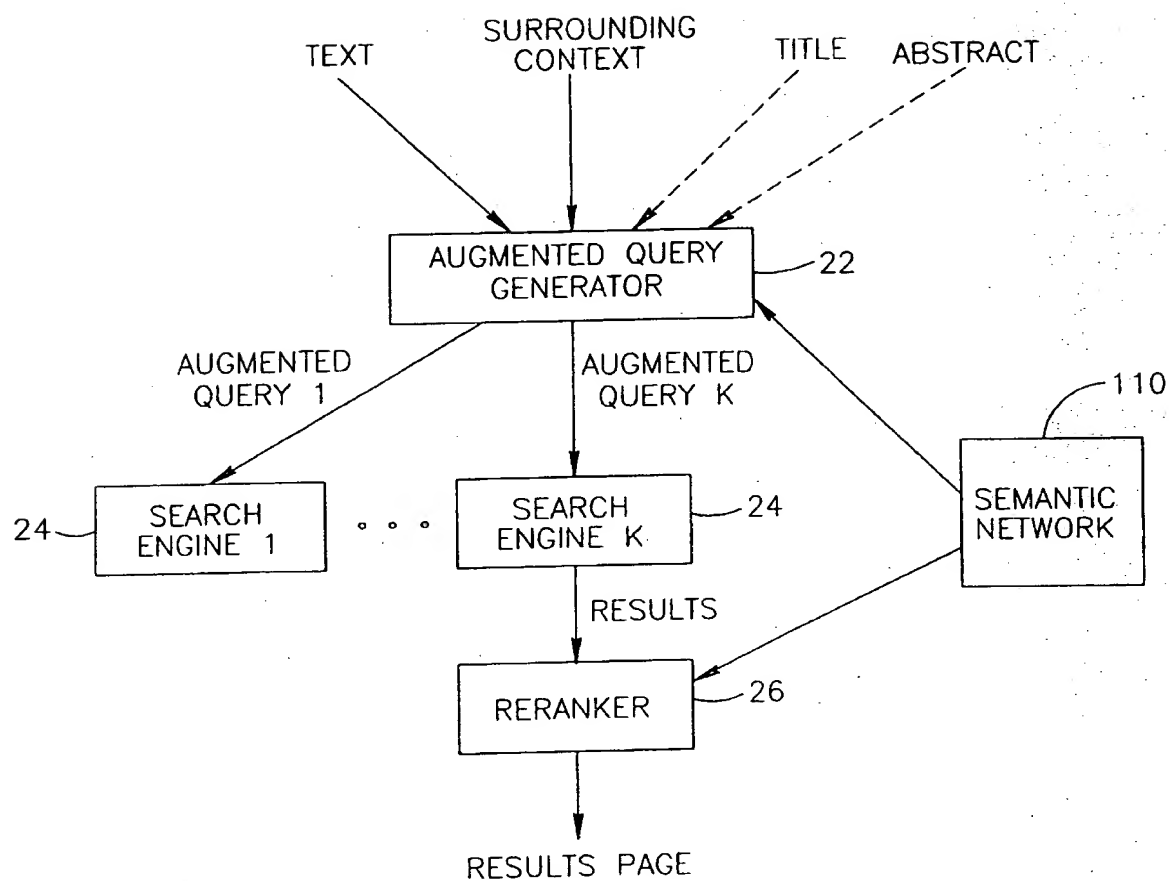 TEXT
SURROUNDING
CONTEXT
TITLE
ABSTRACT
AUGMENTED QUERY
GENERATOR
22
AUGMENTED
QUERY 1
AUGMENTED
QUERY K
110
24
SEARCH
ENGINE 1
SEARCH
ENGINE K
24
SEMANTIC
NETWORK
RESULTS
RERANKER
26
RESULTS PAGE